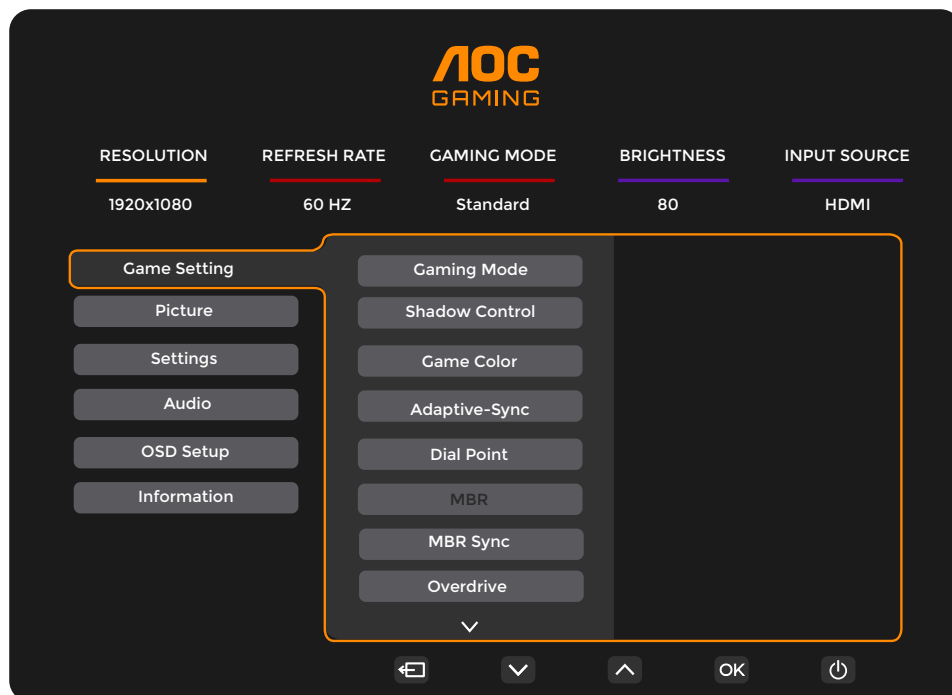 AOC
GAMING
RESOLUTION REFRESH RATE GAMING MODE BRIGHTNESS INPUT SOURCE
1920x1080 60 HZ Standard 80 HDMI
Game Setting
Picture
Settings
Audio
OSD Setup
Information
Gaming Mode
Shadow Control
Game Color
Adaptive-Sync
Dial Point
MBR
MBR Sync
Overdrive
OK